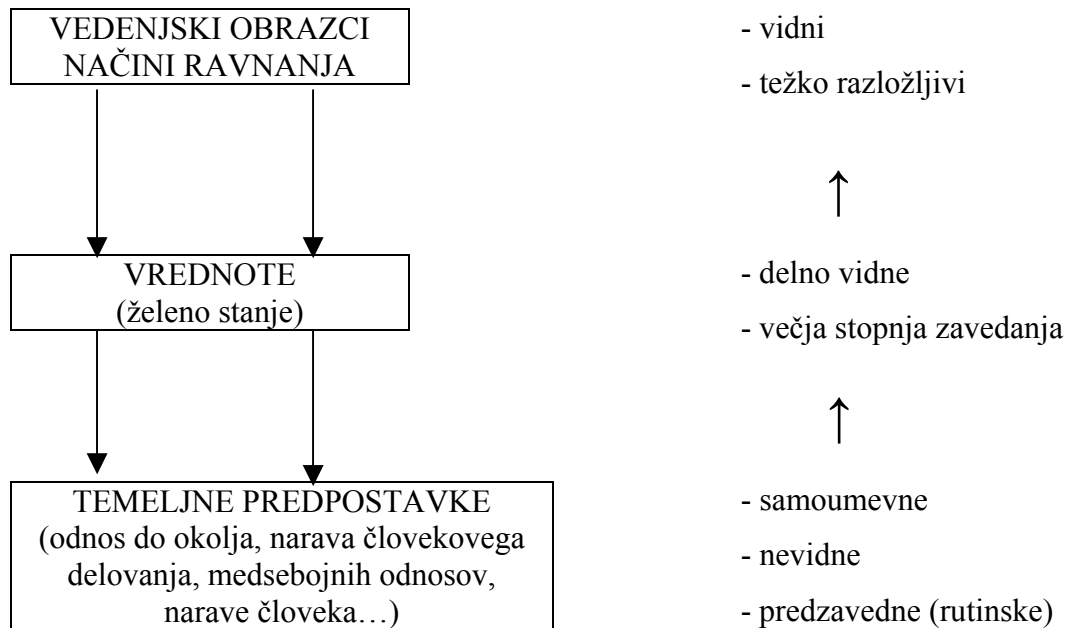 VEDENJSKI OBRAZCI
NAČINI RAVNANJA
- vidni
- težko razložljivi
VREDNOTE
(želeno stanje)
- delno vidne
- večja stopnja zavedanja
TEMELJNE PREDPOSTAVKE
(odnos do okolja, narava človekovega
delovanja, medsebojnih odnosov,
narave človeka…)
- samoumevne
- nevidne
- predzavedne (rutinske)